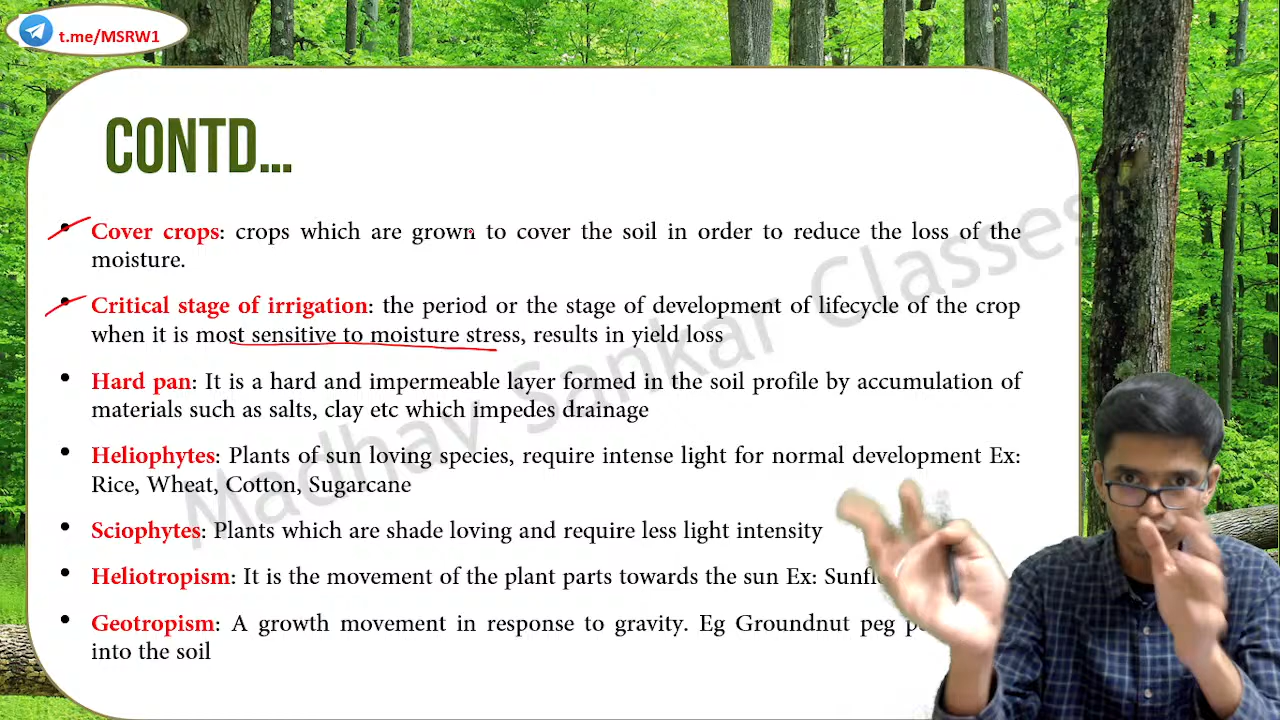 t.me/MSRW1
CONTD...
• Cover crops: crops which are grown to cover the soil in order to reduce the loss of the
moisture.
• Critical stage of irrigation: the period or the stage of development of lifecycle of the crop
when it is most sensitive to moisture stress, results in yield loss
• Hard pan: It is a hard and impermeable layer formed in the soil profile by accumulation of
materials such as salts, clay etc which impedes drainage
• Heliophytes: Plants of sun loving species, require intense light for normal development Ex:
Rice, Wheat, Cotton, Sugarcane
• Sciophytes: Plants which are shade loving and require less light intensity
• Heliotropism: It is the movement of the plant parts towards the sun Ex:
• Geotropism: A growth movement in response to gravity. Eg Groundnut peg
into the soil
Madhav Sankar Classes